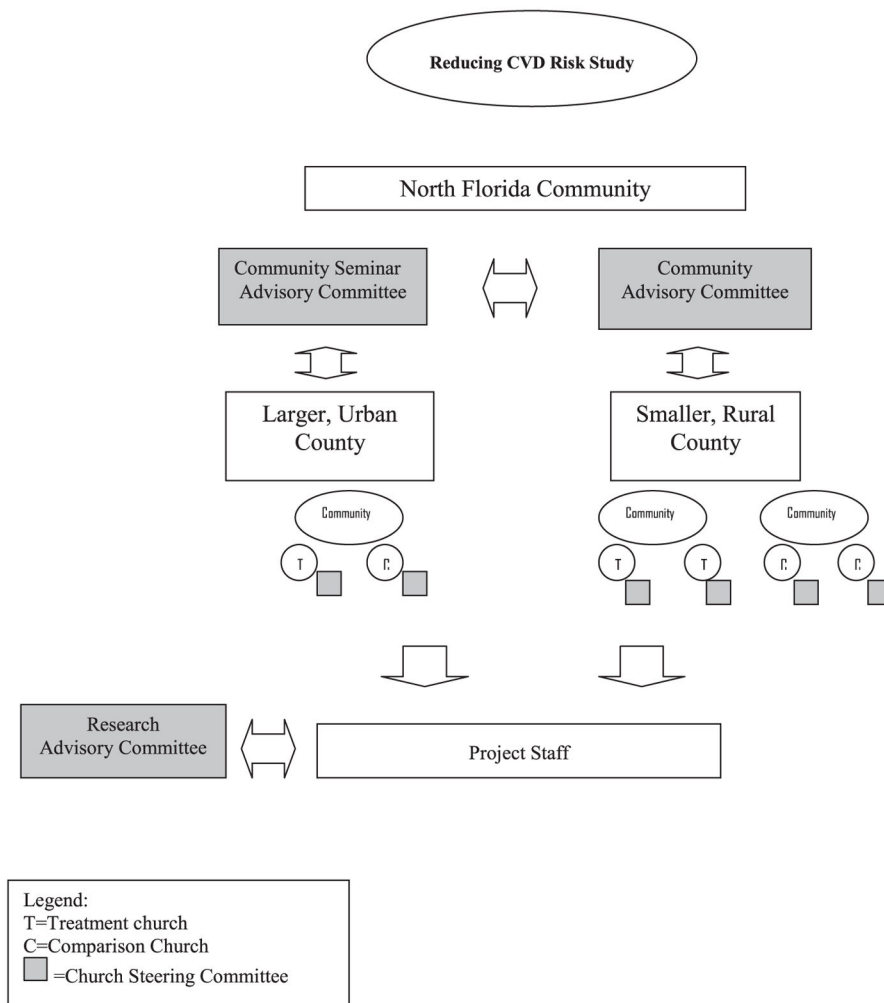 Reducing CVD Risk Study
North Florida Community
Community Seminar
Advisory Committee
Community
Advisory Committee
Larger, Urban
County
Smaller, Rural
County
Community
Community
Community
T
C
T
T
C
C
Research
Advisory Committee
Project Staff
Legend:
T=Treatment church
C=Comparison Church
=Church Steering Committee